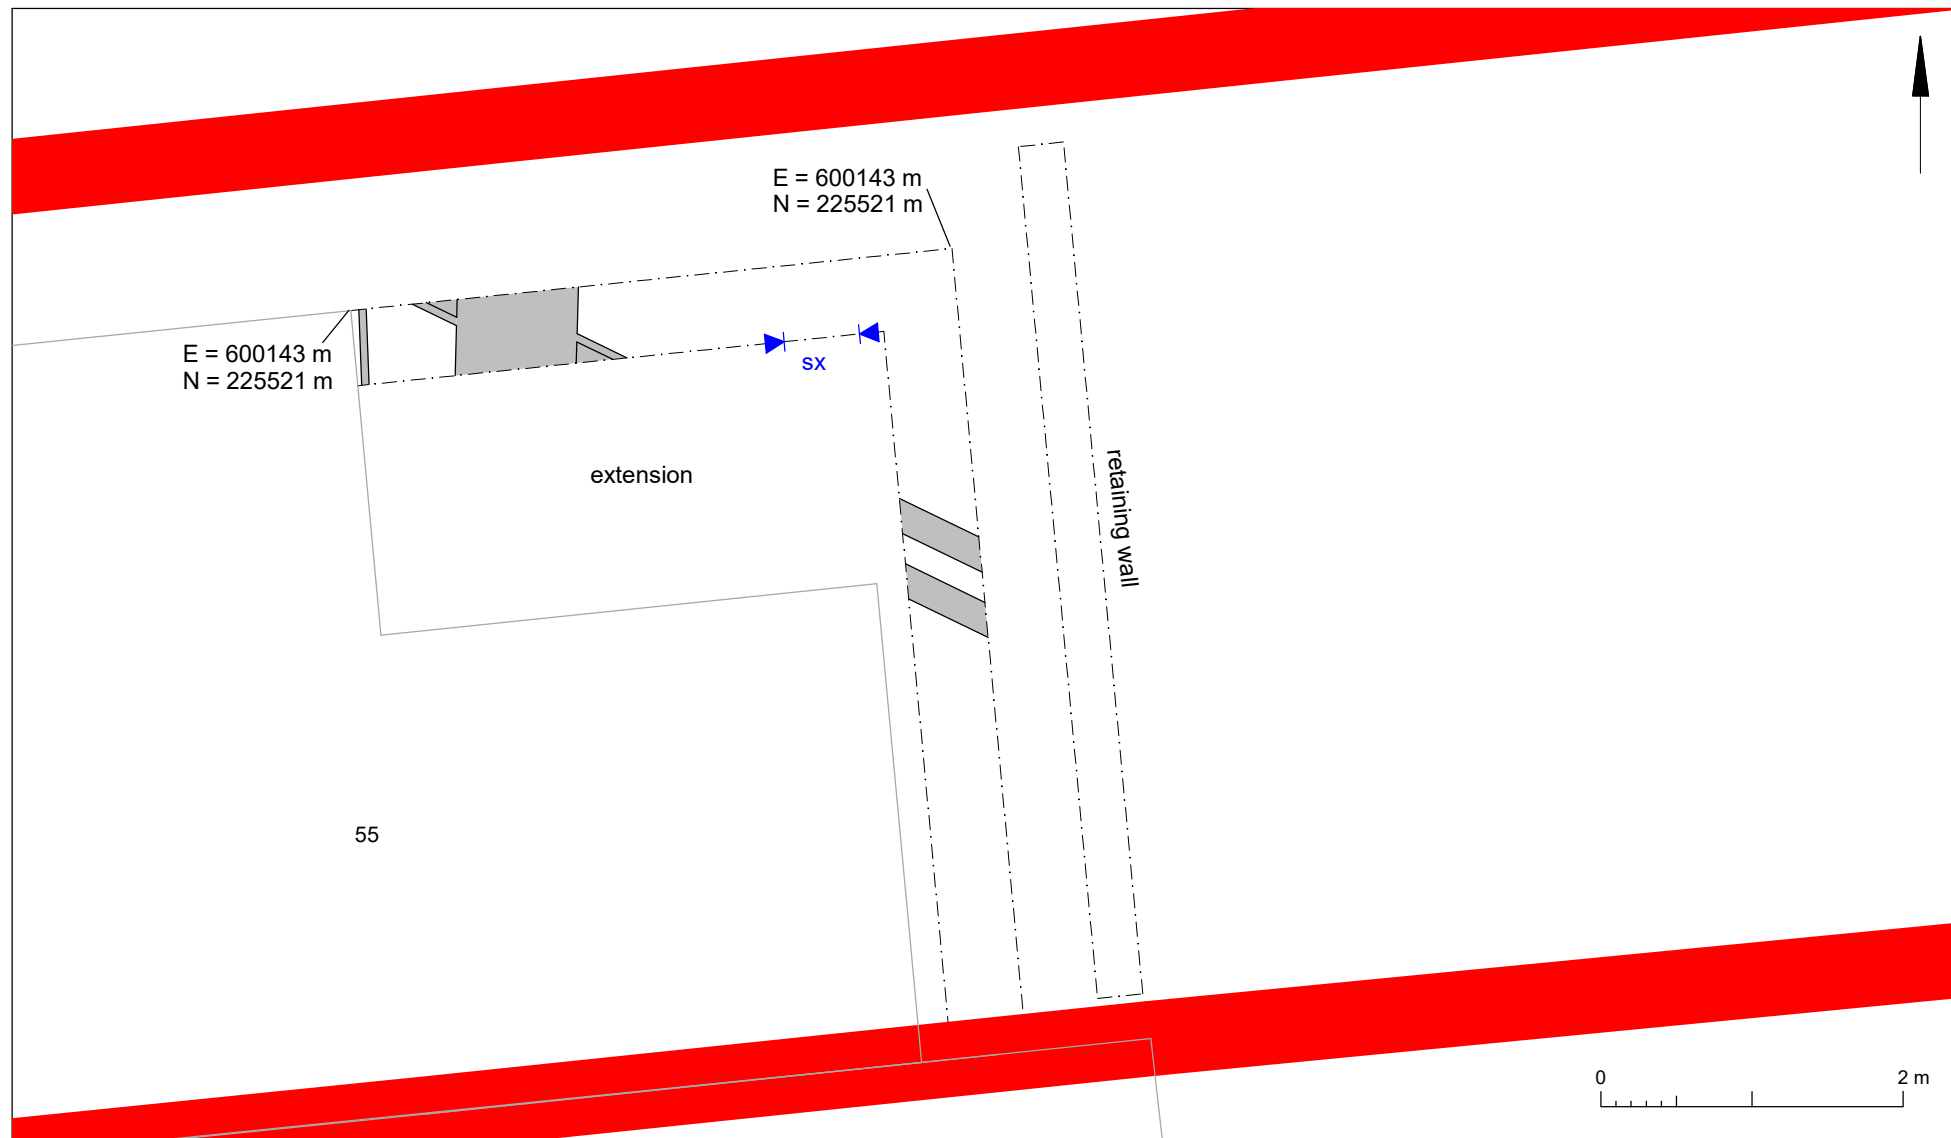 E = 600143 m
N = 225521 m
E = 600143 m
N = 225521 m
sx
extension
retaining wall
55
0 2 m